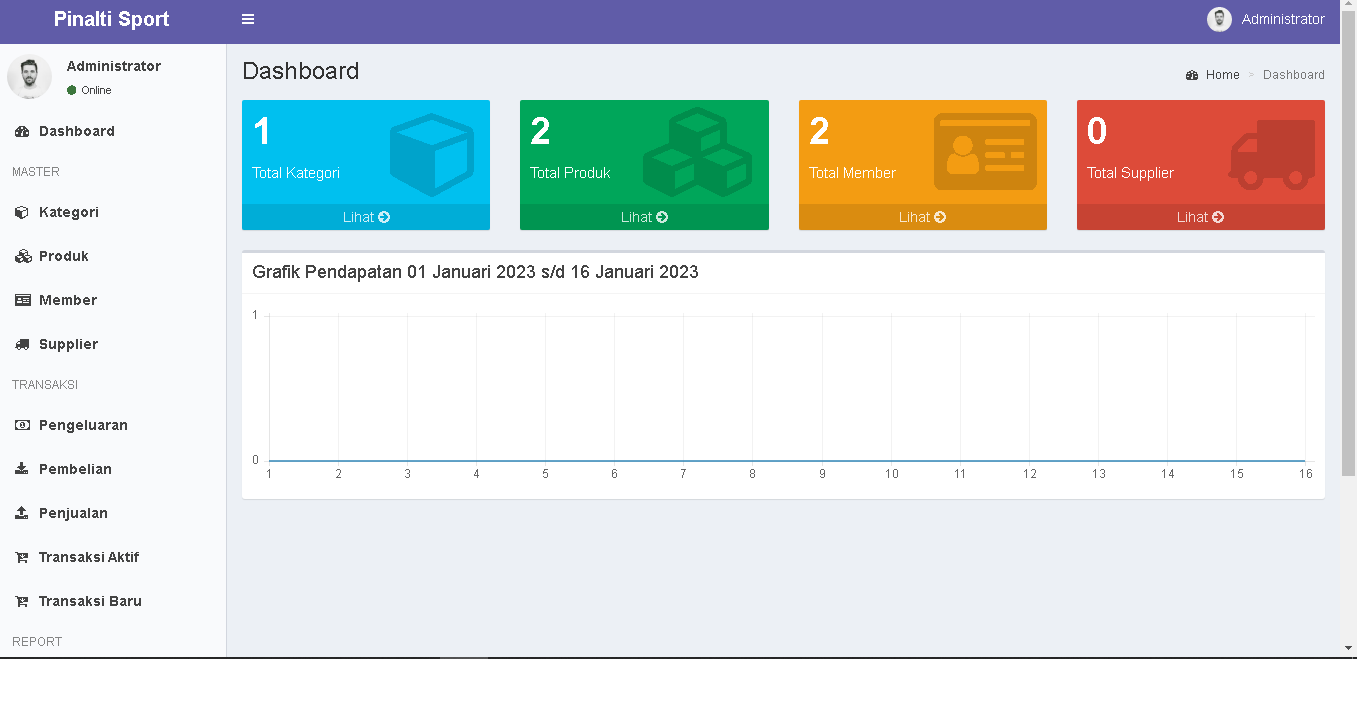 Pinalti Sport
Administrator
Administrator
Online
Dashboard
MASTER
Kategori
Produk
Member
Supplier
TRANSAKSI
Pengeluaran
Pembelian
Penjualan
Transaksi Aktif
Transaksi Baru
REPORT
Dashboard
Home > Dashboard
1
Total Kategori
Lihat
2
Total Produk
Lihat
2
Total Member
Lihat
0
Total Supplier
Lihat
Grafik Pendapatan 01 Januari 2023 s/d 16 Januari 2023
1
0
1 2 3 4 5 6 7 8 9 10 11 12 13 14 15 16